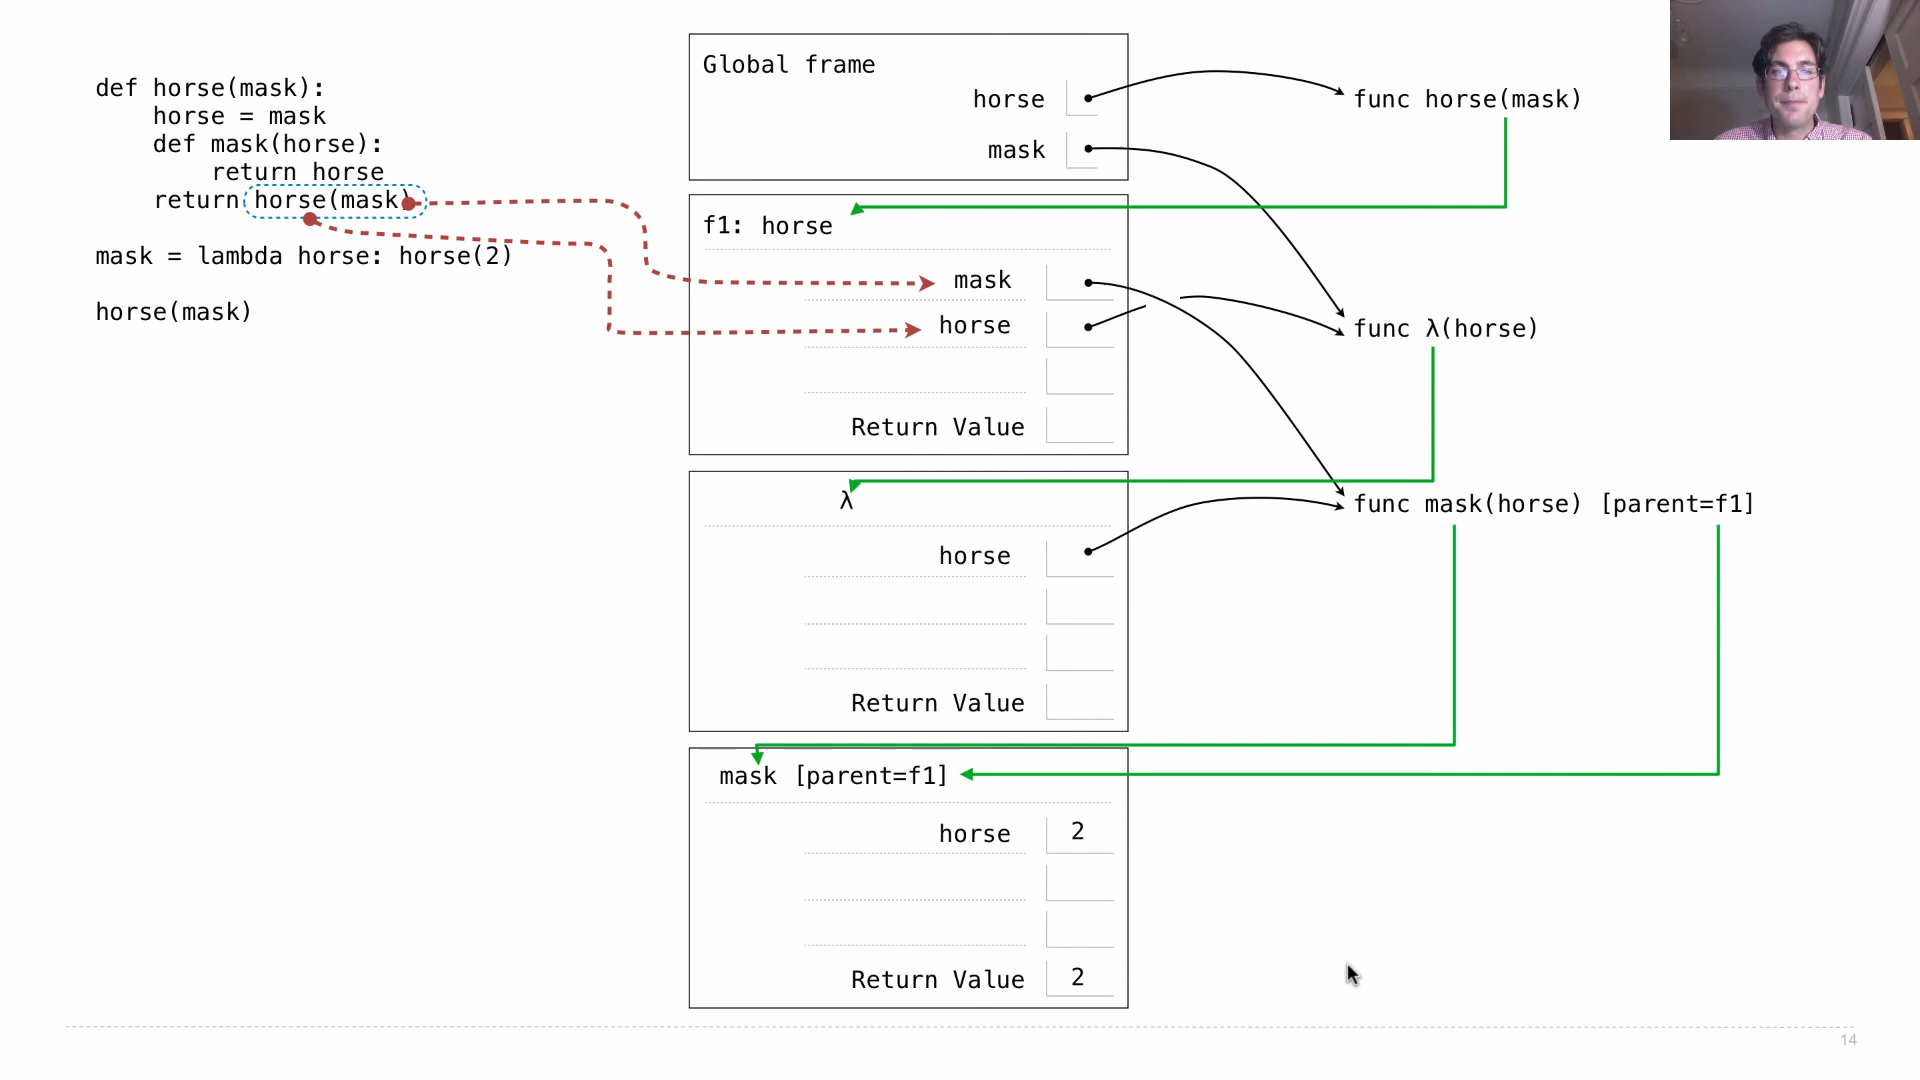 def horse(mask):
    horse = mask
    def mask(horse):
        return horse
    return horse(mask)
mask = lambda horse: horse(2)
horse(mask)
Global frame
horse
mask
f1: horse
mask
horse
Return Value
λ
horse
Return Value
mask [parent=f1]
horse 2
Return Value 2
func horse(mask)
func λ(horse)
func mask(horse) [parent=f1]
14